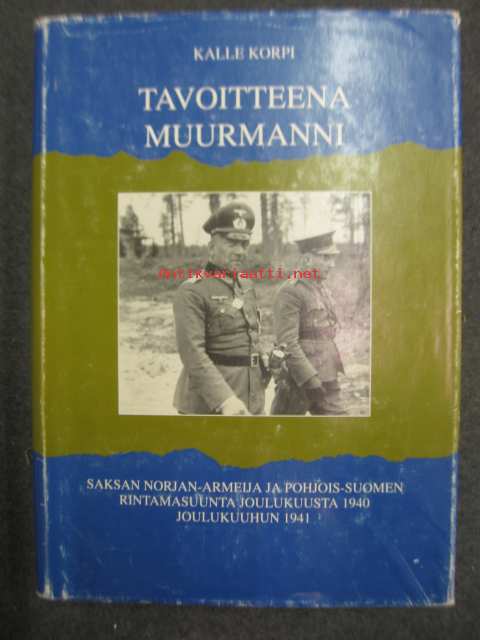 KALLE KORPI
TAVOITTEENA
MUURMANNI
Antikvariaatti.net
SAKSAN NORJAN-ARMEIJA JA POHJOIS-SUOMEN
RINTAMASUUNTA JOULUKUUSTA 1940
JOULUKUUHUN 1941